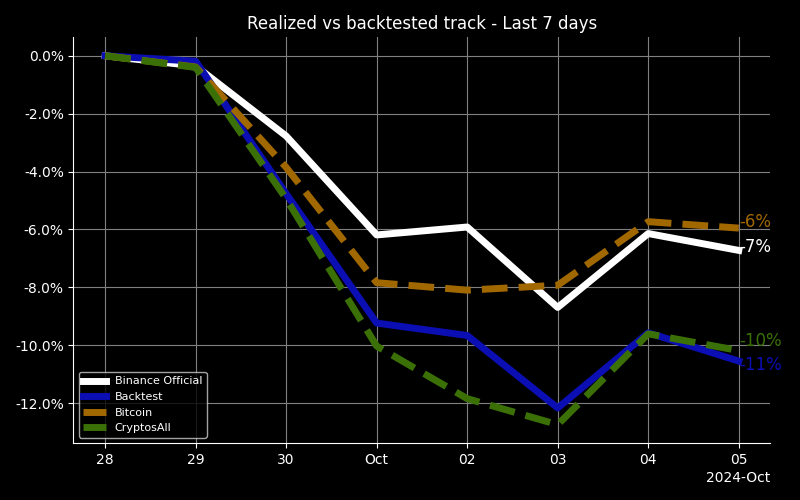 Realized vs backtested track - Last 7 days
0.0%
-2.0%
-4.0%
-6.0%
-8.0%
-10.0%
-12.0%
-6%
-7%
-10%
-11%
Binance Official
Backtest
Bitcoin
CryptosAll
28 29 30 Oct 02 03 04 05
2024-Oct